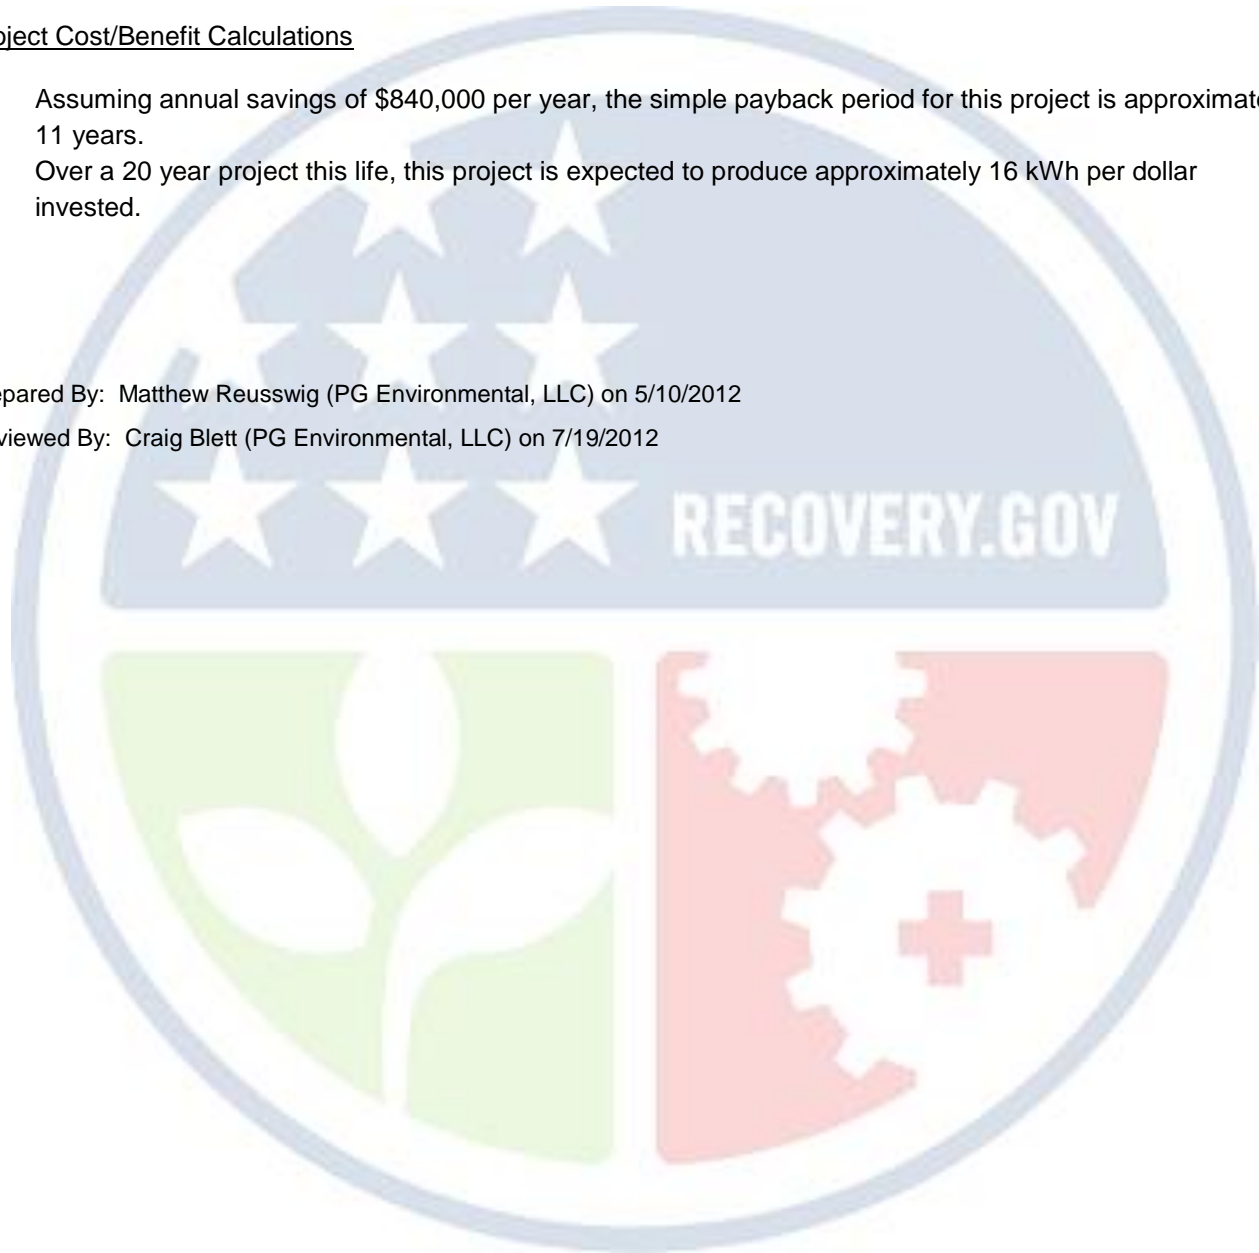 oject Cost/Benefit Calculations
Assuming annual savings of $840,000 per year, the simple payback period for this project is approximat
11 years.
Over a 20 year project this life, this project is expected to produce approximately 16 kWh per dollar
invested.
epared By: Matthew Reusswig (PG Environmental, LLC) on 5/10/2012
viewed By: Craig Blett (PG Environmental, LLC) on 7/19/2012
RECOVERY.GOV